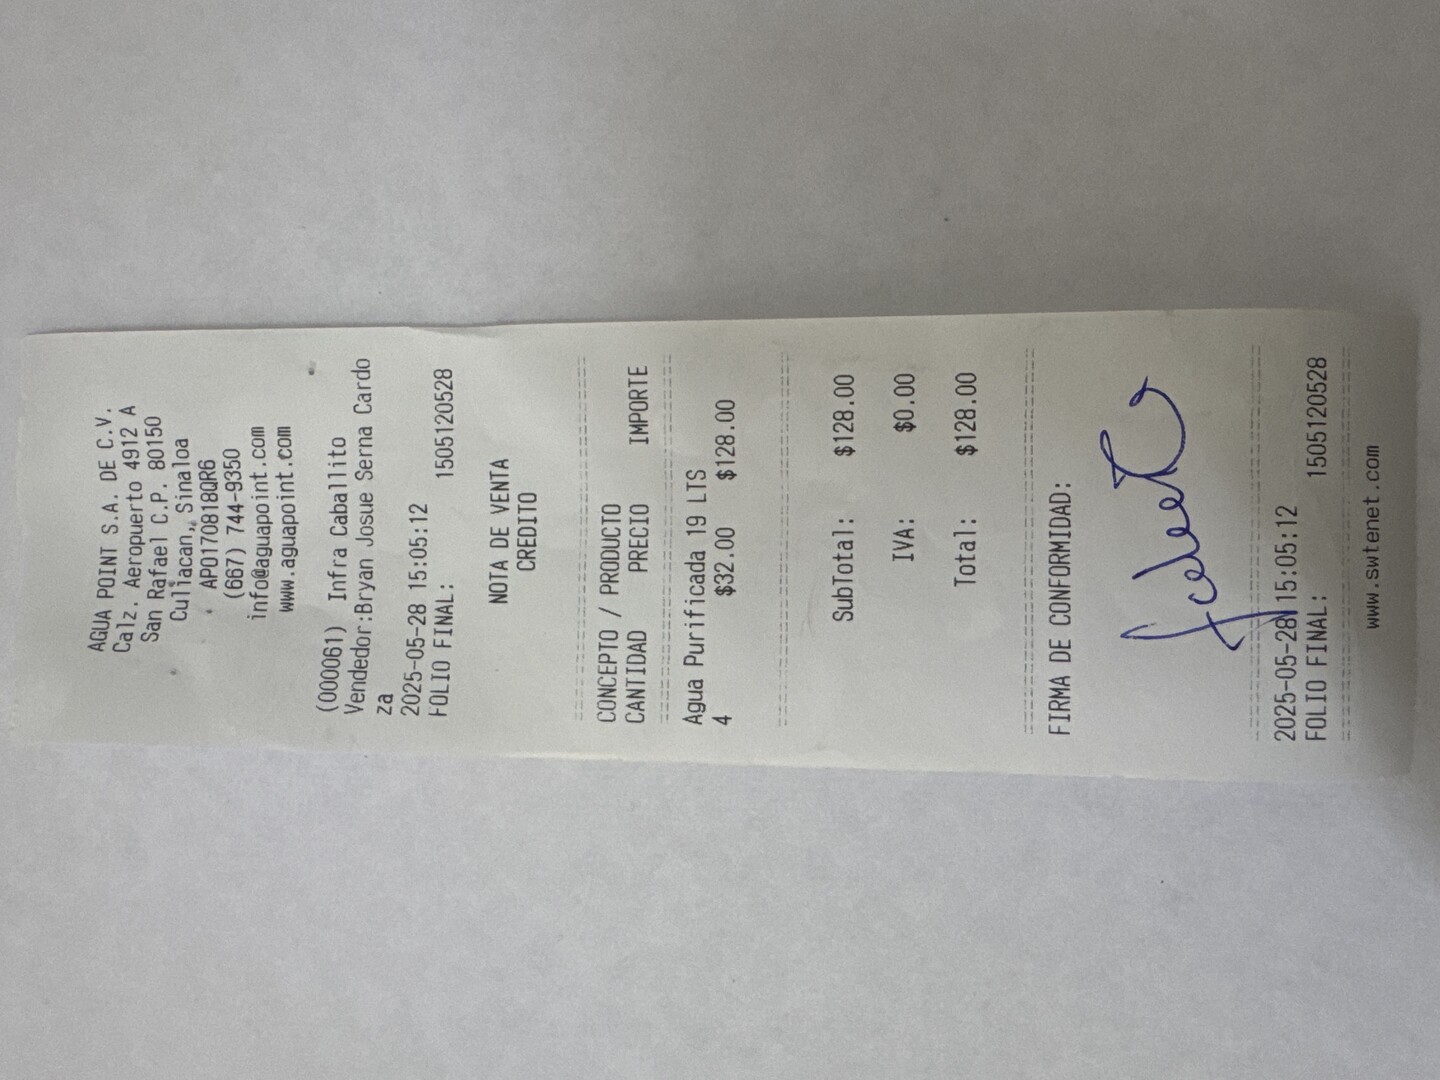 AGUA POINT S.A. DE C.V.
Calz. Aeropuerto 4912 A
San Rafael C.P. 80150
Culiacan, Sinaloa
APO170818QR6
(667) 744-9350
info@aguapoint.com
www.aguapoint.com
(000061) Infra Caballito
Vendedor:Bryan Josue Serna Cardo
za
2025-05-28 15:05:12
FOLIO FINAL: 1505120528
NOTA DE VENTA
CREDITO
CONCEPTO / PRODUCTO
CANTIDAD PRECIO IMPORTE
Agua Purificada 19 LTS
4 $32.00 $128.00
SubTotal: $128.00
IVA: $0.00
Total: $128.00
FIRMA DE CONFORMIDAD:
2025-05-28 15:05:12
FOLIO FINAL: 1505120528
www.swtenet.com